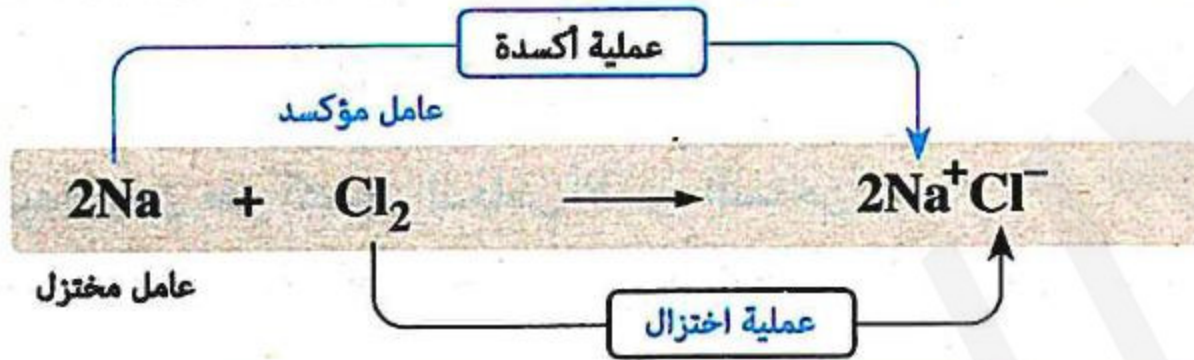 عملية أكسدة
عامل مؤكسد
2Na + Cl₂ ⟶ 2Na⁺Cl⁻
عامل مختزل
عملية اختزال